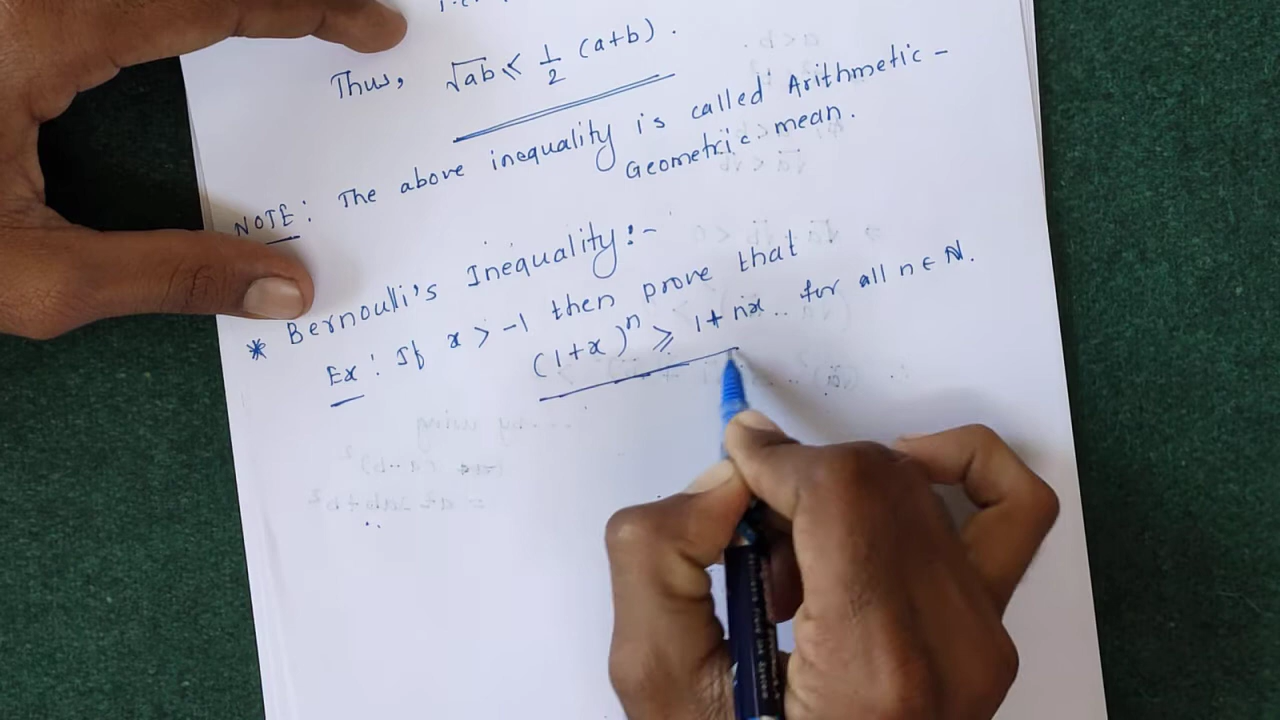 Thus, √ab ≤ 1/2 (a+b).
NOTE: The above inequality is called Arithmetic -
Geometric mean.
* Bernoulli's Inequality:-
Ex: If x > -1 then prove that
(1+x)^n ≥ 1+nx.. for all n ∈ N.